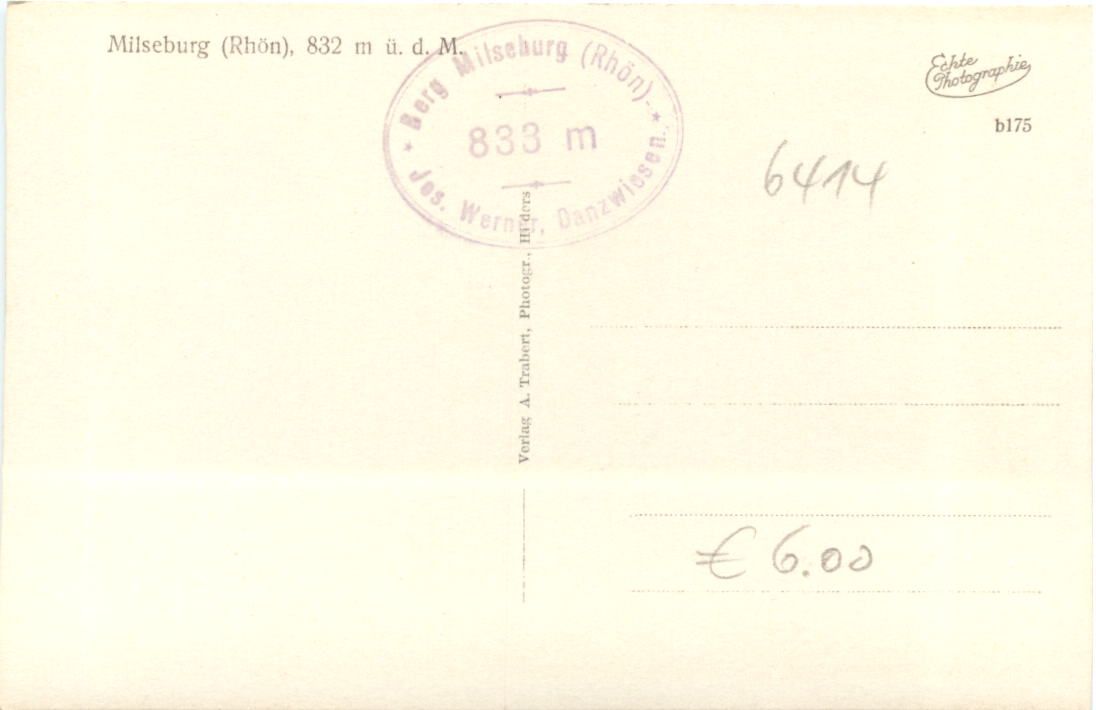 Milseburg (Rhön), 832 m ü. d. M.
Berg Milseburg (Rhön)-
833 m
Jos. Werner, Danzwiesen.
Echte
Photographie
b175
6414
Verlag A. Trabert, Photogr., Hilders
€ 6.00